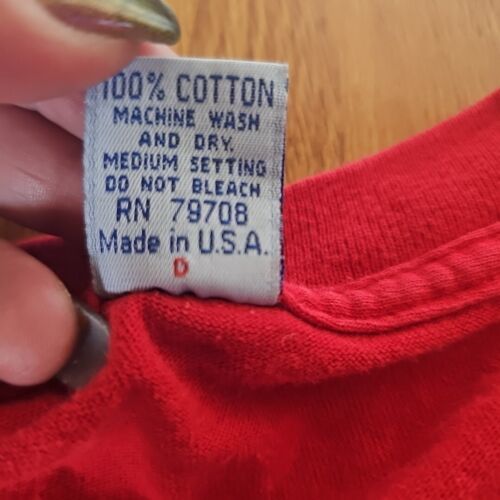 100% COTTON
MACHINE WASH
AND DRY.
MEDIUM SETTING
DO NOT BLEACH
RN 79708
Made in U.S.A.
D